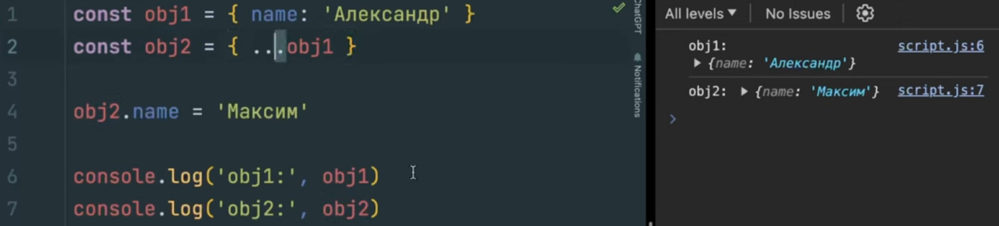 1 const obj1 = { name: 'Александр' }
2 const obj2 = { ...obj1 }
3
4 obj2.name = 'Максим'
5
6 console.log('obj1:', obj1)
7 console.log('obj2:', obj2)
ChatGPT
Notifications
All levels ▼ No Issues
obj1: script.js:6
▶ {name: 'Александр'}
obj2: ▶ {name: 'Максим'} script.js:7
>